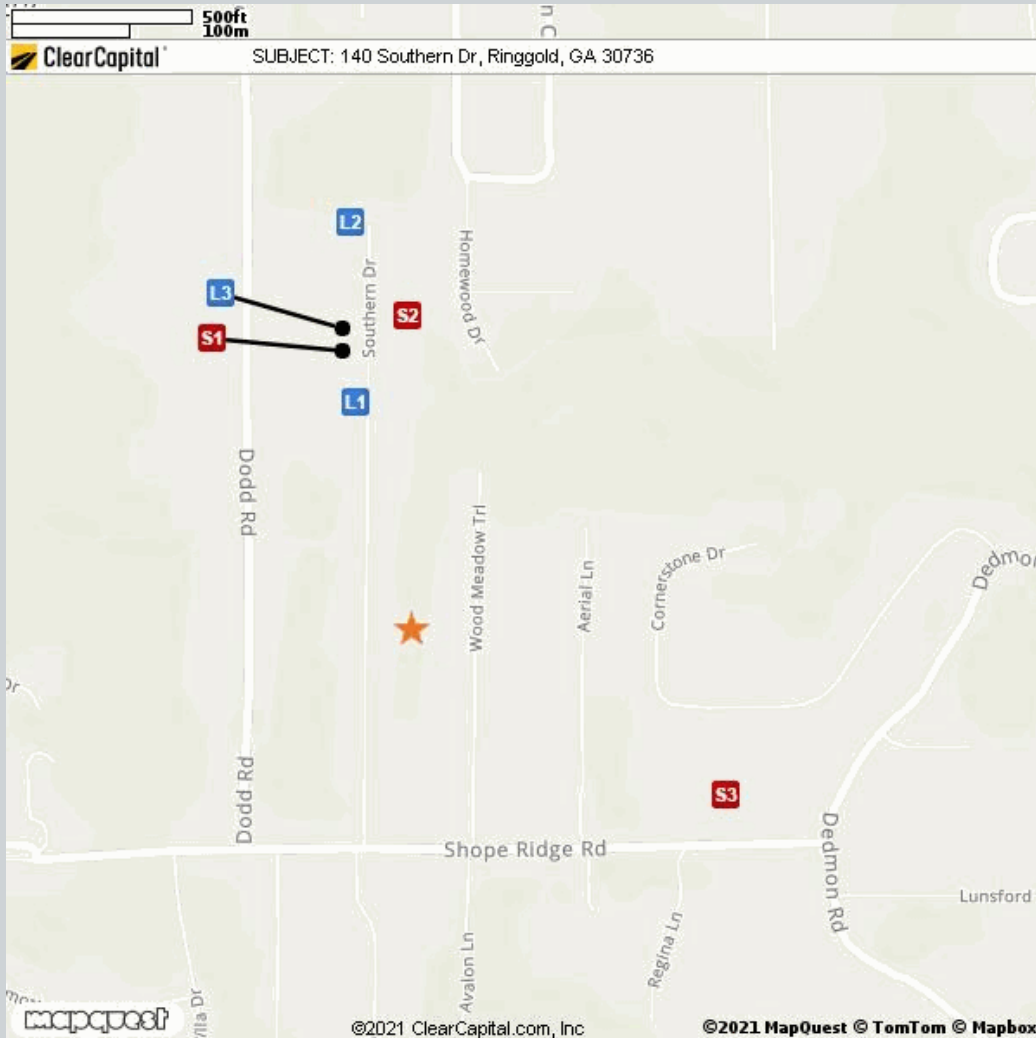 500ft
100m
ClearCapital
SUBJECT: 140 Southern Dr, Ringgold, GA 30736
L2
Homewood Dr
L3
Southern Dr
S2
S1
L1
Dodd Rd
Wood Meadow Trl
Aerial Ln
Cornerstone Dr
Dr
Dodd Rd
S3
Shope Ridge Rd
Dedmon Rd
Lunsford
Regina Ln
Avalon Ln
mapquest
©2021 ClearCapital.com, Inc
©2021 MapQuest © TomTom © Mapbox